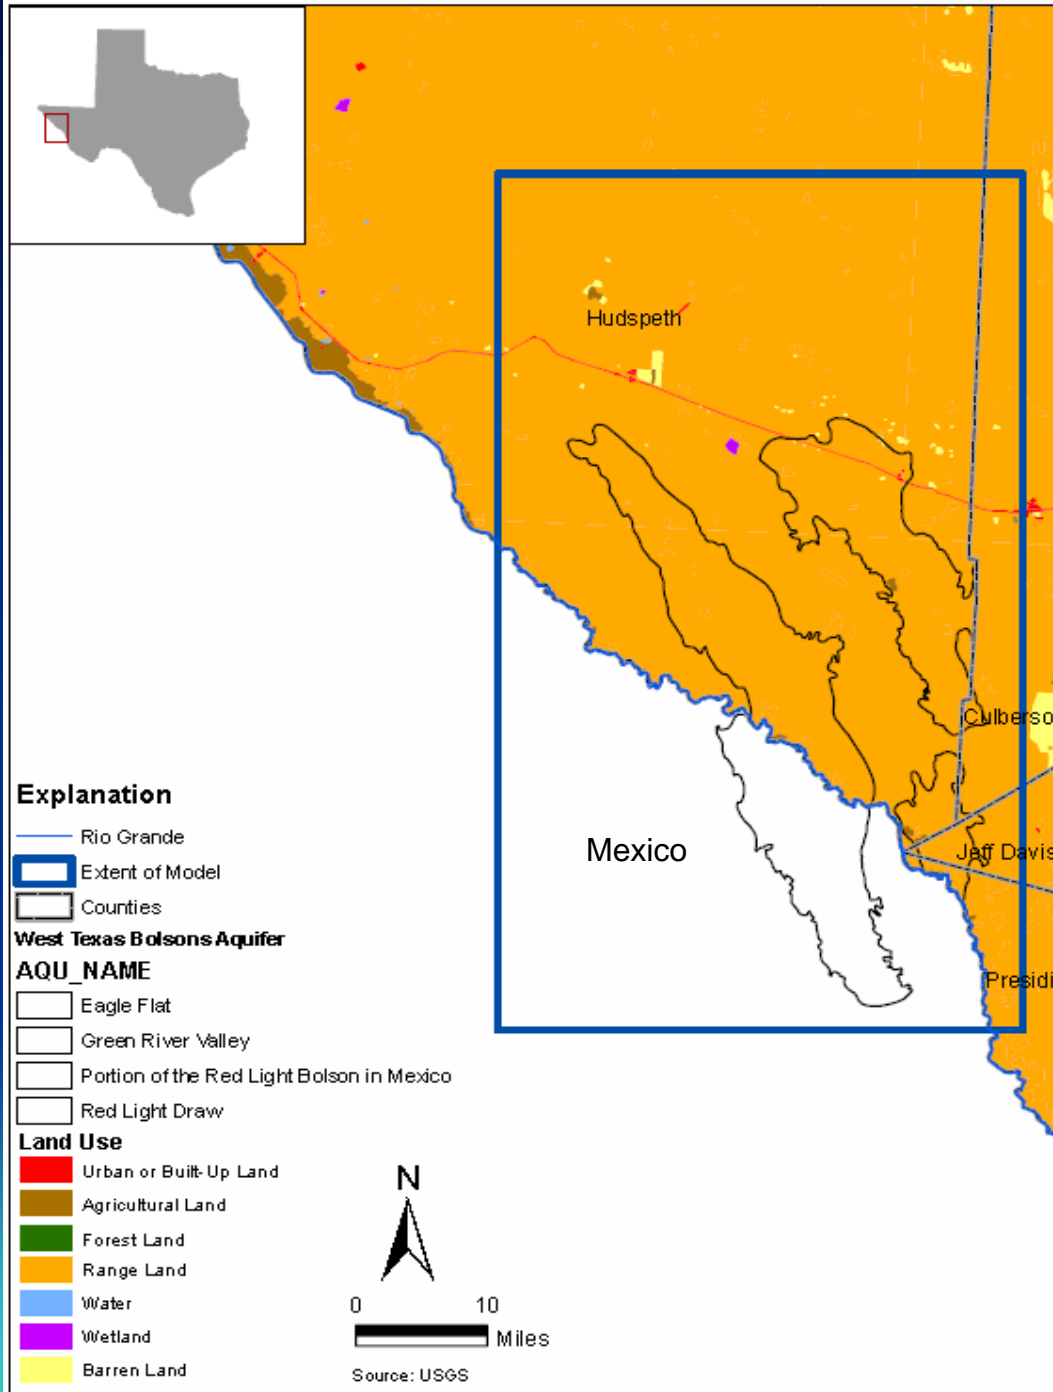 Hudspeth
Culberso
Mexico
Jeff Davis
Presidi
Explanation
Rio Grande
Extent of Model
Counties
West Texas Bolsons Aquifer
AQU_NAME
Eagle Flat
Green River Valley
Portion of the Red Light Bolson in Mexico
Red Light Draw
Land Use
Urban or Built-Up Land
Agricultural Land
Forest Land
Range Land
Water
Wetland
Barren Land
N
0 10
Miles
Source: USGS